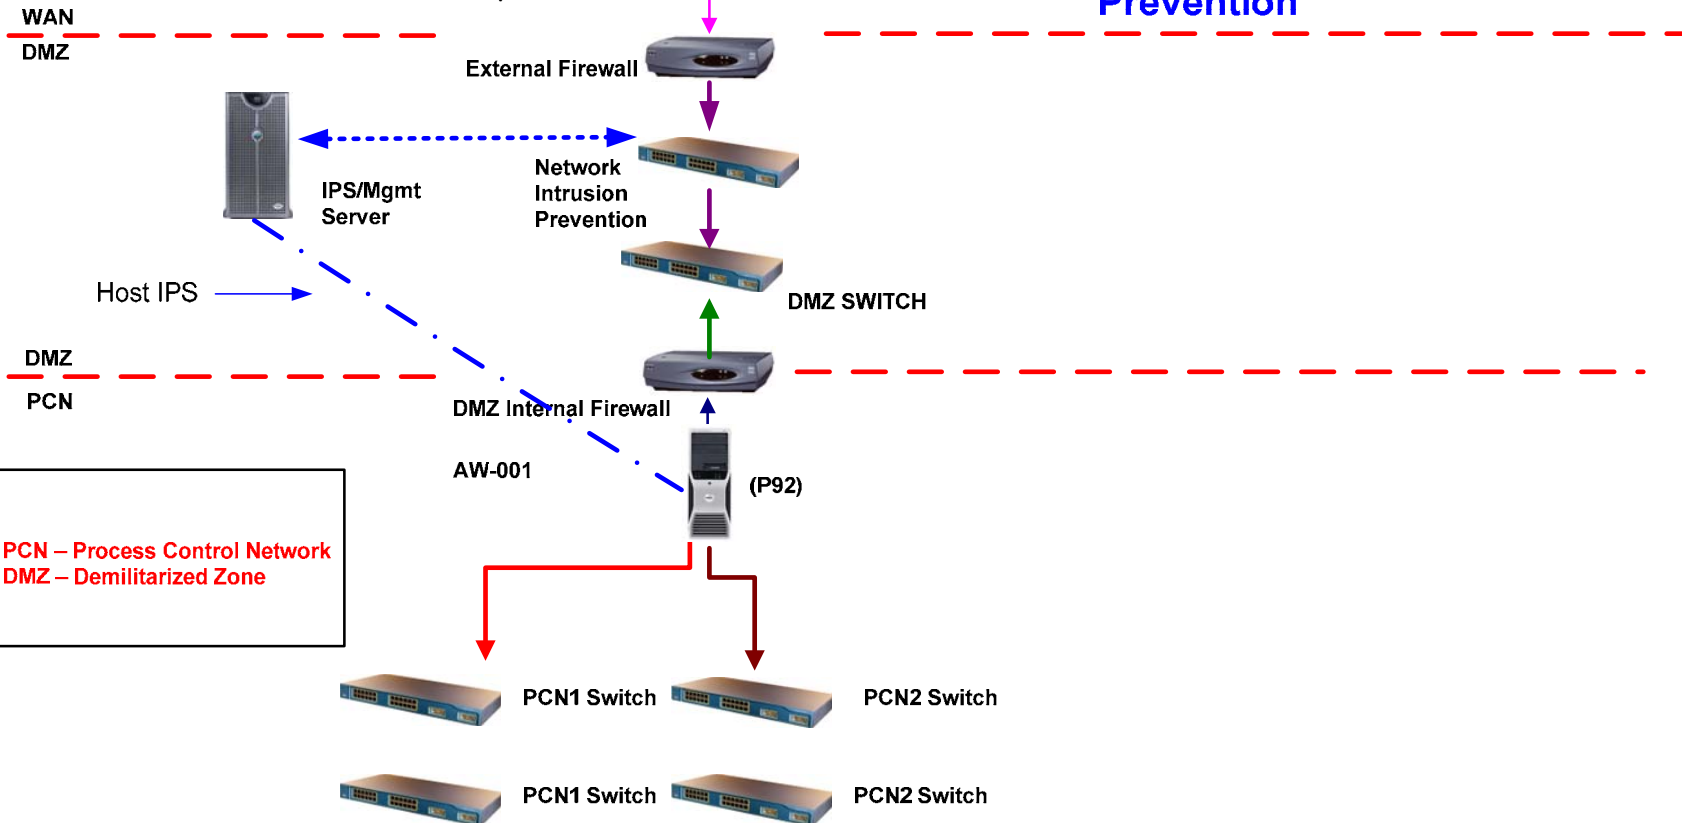 Prevention
WAN
DMZ
External Firewall
Network
Intrusion
Prevention
IPS/Mgmt
Server
Host IPS
DMZ SWITCH
DMZ
PCN
DMZ Internal Firewall
AW-001
(P92)
PCN – Process Control Network
DMZ – Demilitarized Zone
PCN1 Switch
PCN2 Switch
PCN1 Switch
PCN2 Switch